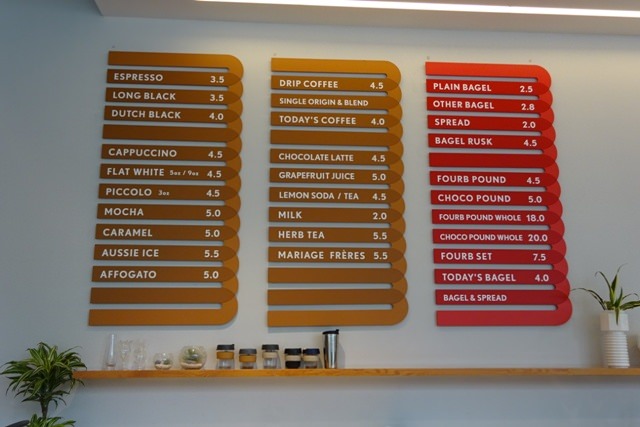 ESPRESSO 3.5
LONG BLACK 3.5
DUTCH BLACK 4.0
CAPPUCCINO 4.5
FLAT WHITE 5oz / 9oz 4.5
PICCOLO 3oz 4.5
MOCHA 5.0
CARAMEL 5.0
AUSSIE ICE 5.5
AFFOGATO 5.0
DRIP COFFEE 4.5
SINGLE ORIGIN & BLEND
TODAY'S COFFEE 4.0
CHOCOLATE LATTE 4.5
GRAPEFRUIT JUICE 5.0
LEMON SODA / TEA 4.5
MILK 2.0
HERB TEA 5.5
MARIAGE FRÈRES 5.5
PLAIN BAGEL 2.5
OTHER BAGEL 2.8
SPREAD 2.0
BAGEL RUSK 4.5
FOURB POUND 4.5
CHOCO POUND 5.0
FOURB POUND WHOLE 18.0
CHOCO POUND WHOLE 20.0
FOURB SET 7.5
TODAY'S BAGEL 4.0
BAGEL & SPREAD